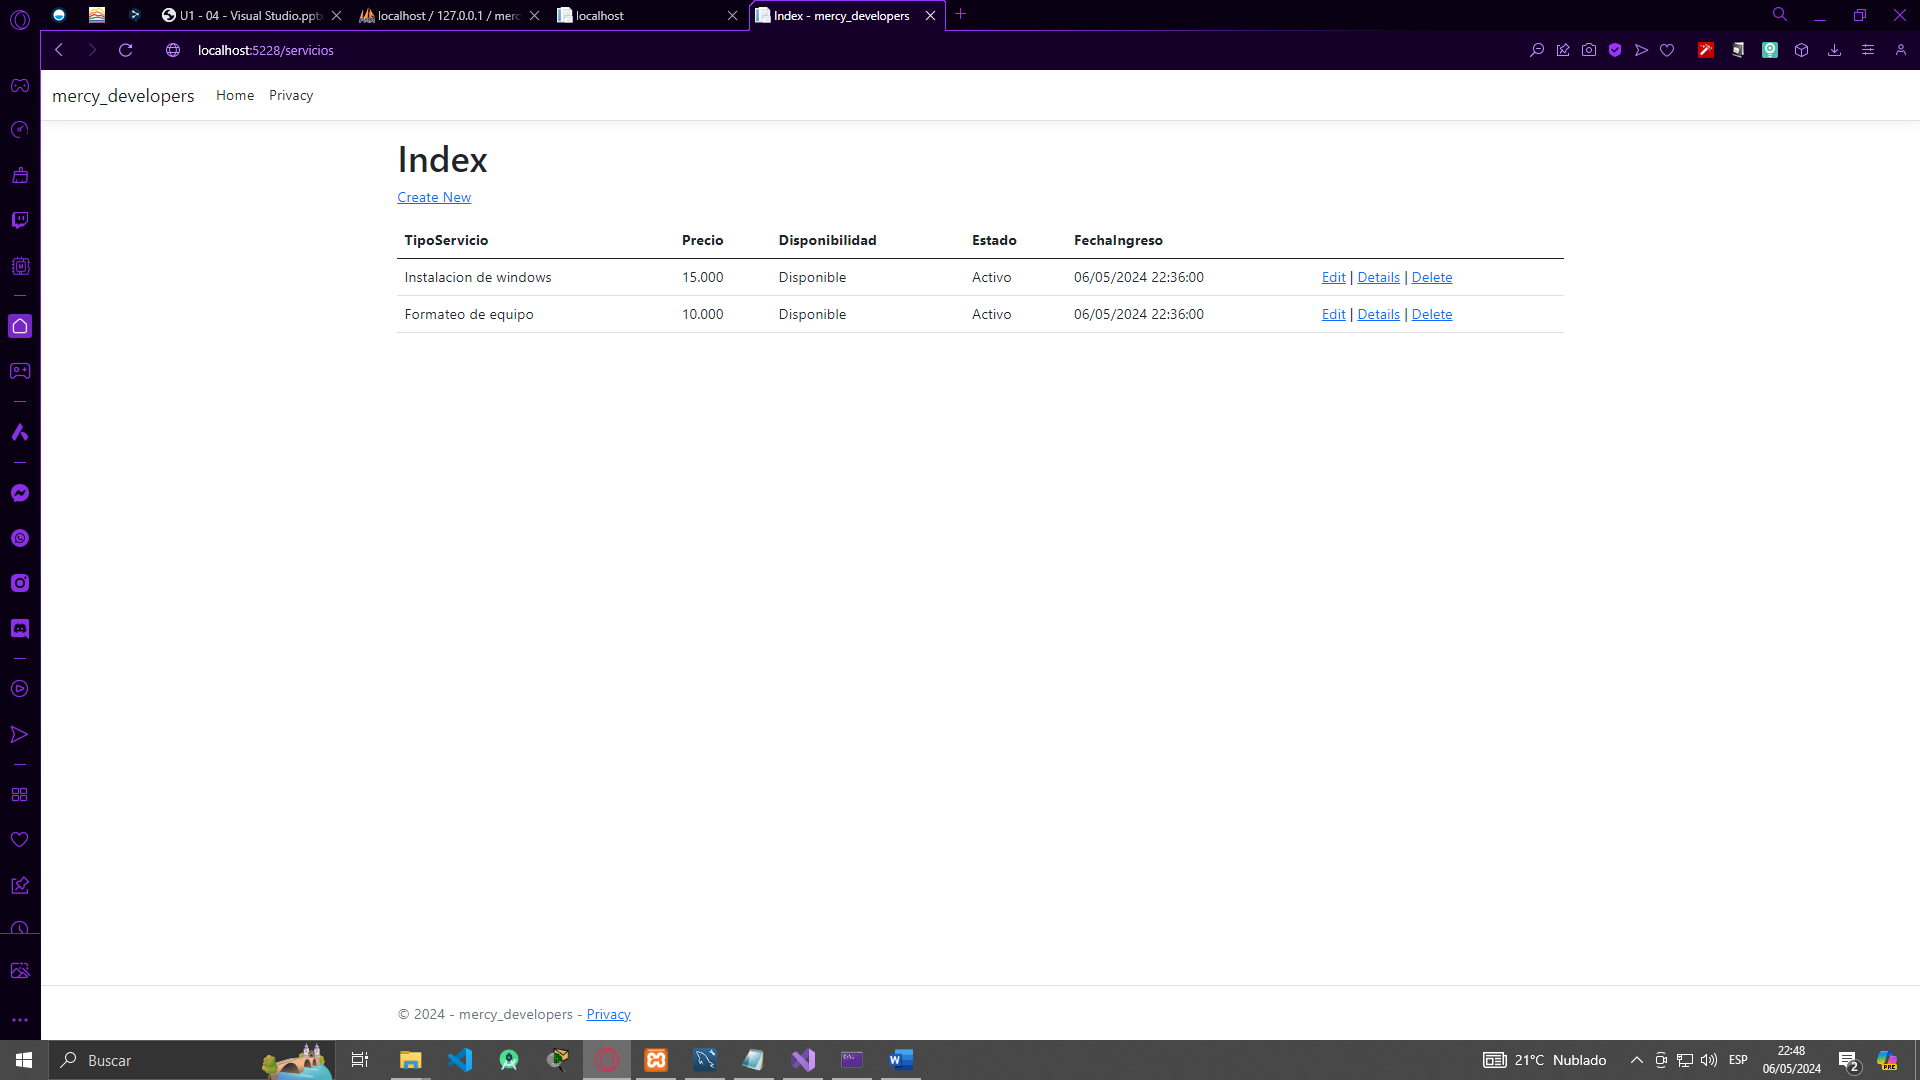 U1 - 04 - Visual Studio.pptx
localhost / 127.0.0.1 / merc
localhost
Index - mercy_developers
localhost:5228/servicios
mercy_developers Home Privacy
Index
Create New
TipoServicio Precio Disponibilidad Estado FechaIngreso
Instalacion de windows 15.000 Disponible Activo 06/05/2024 22:36:00 Edit | Details | Delete
Formateo de equipo 10.000 Disponible Activo 06/05/2024 22:36:00 Edit | Details | Delete
© 2024 - mercy_developers - Privacy
Buscar
21°C Nublado
ESP
22:48
06/05/2024
2
PRE